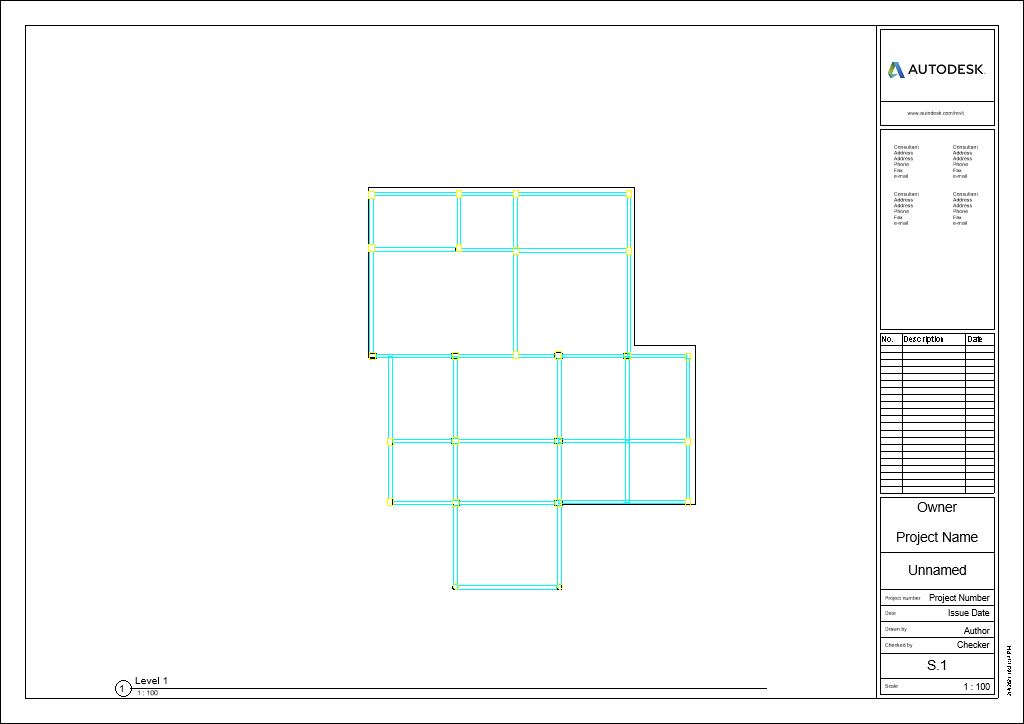 AUTODESK.
www.autodesk.com/revit
Consultant
Address
Address
Phone
Fax
e-mail
Consultant
Address
Address
Phone
Fax
e-mail
Consultant
Address
Address
Phone
Fax
e-mail
Consultant
Address
Address
Phone
Fax
e-mail
No. Description Date
Owner
Project Name
Unnamed
Project number Project Number
Date Issue Date
Drawn by Author
Checked by Checker
S.1
Scale 1 : 100
1 Level 1
1 : 100